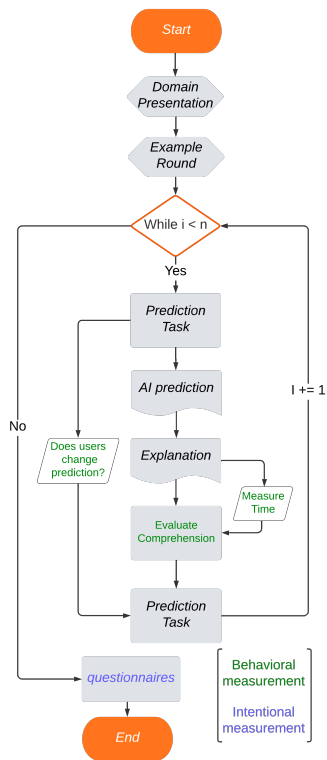 Start
Domain
Presentation
Example
Round
While i < n
Yes
Prediction
Task
AI prediction
I += 1
No
Does users
change
prediction?
Explanation
Measure
Time
Evaluate
Comprehension
Prediction
Task
questionnaires
Behavioral
measurement
Intentional
measurement
End